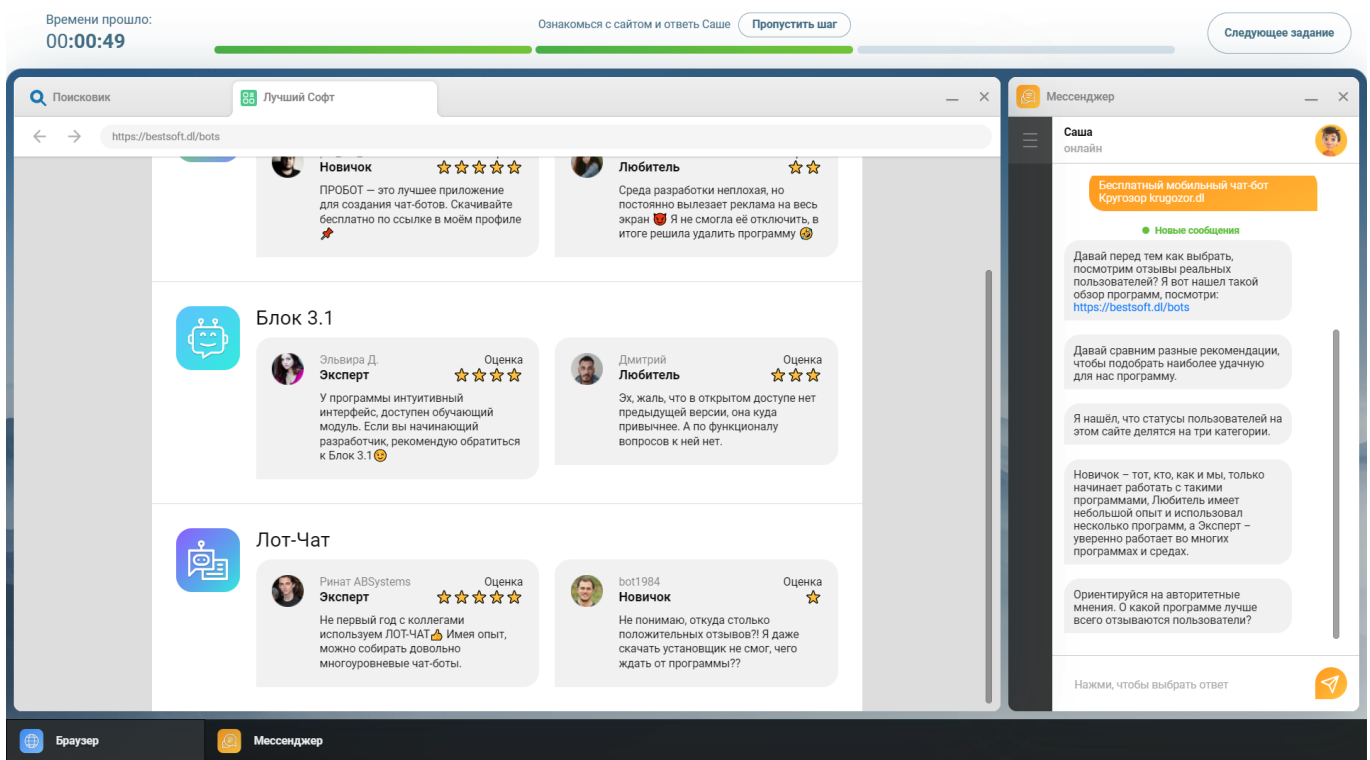 Времени прошло:
00:00:49
Ознакомься с сайтом и ответь Саше
Пропустить шаг
Следующее задание
Поисковик
Лучший Софт
https://bestsoft.dl/bots
Новичок
ПРОБОТ — это лучшее приложение
для создания чат-ботов. Скачивайте
бесплатно по ссылке в моём профиле
Любитель
Среда разработки неплохая, но
постоянно вылезает реклама на весь
экран 😈 Я не смогла её отключить, в
итоге решила удалить программу 🤣
Блок 3.1
Эльвира Д.
Оценка
Эксперт
У программы интуитивный
интерфейс, доступен обучающий
модуль. Если вы начинающий
разработчик, рекомендую обратиться
к Блок 3.1😉
Дмитрий
Оценка
Любитель
Эх, жаль, что в открытом доступе нет
предыдущей версии, она куда
привычнее. А по функционалу
вопросов к ней нет.
Лот-Чат
Ринат ABSystems
Оценка
Эксперт
Не первый год с коллегами
используем ЛОТ-ЧАТ👍 Имея опыт,
можно собирать довольно
многоуровневые чат-боты.
bot1984
Оценка
Новичок
Не понимаю, откуда столько
положительных отзывов?! Я даже
скачать установщик не смог, чего
ждать от программы??
Мессенджер
Саша
онлайн
Бесплатный мобильный чат-бот
Кругозор krugozor.dl
Новые сообщения
Давай перед тем как выбрать,
посмотрим отзывы реальных
пользователей? Я вот нашел такой
обзор программ, посмотри:
https://bestsoft.dl/bots
Давай сравним разные рекомендации,
чтобы подобрать наиболее удачную
для нас программу.
Я нашёл, что статусы пользователей на
этом сайте делятся на три категории.
Новичок – тот, кто, как и мы, только
начинает работать с такими
программами, Любитель имеет
небольшой опыт и использовал
несколько программ, а Эксперт –
уверенно работает во многих
программах и средах.
Ориентируйся на авторитетные
мнения. О какой программе лучше
всего отзываются пользователи?
Нажми, чтобы выбрать ответ
Браузер
Мессенджер